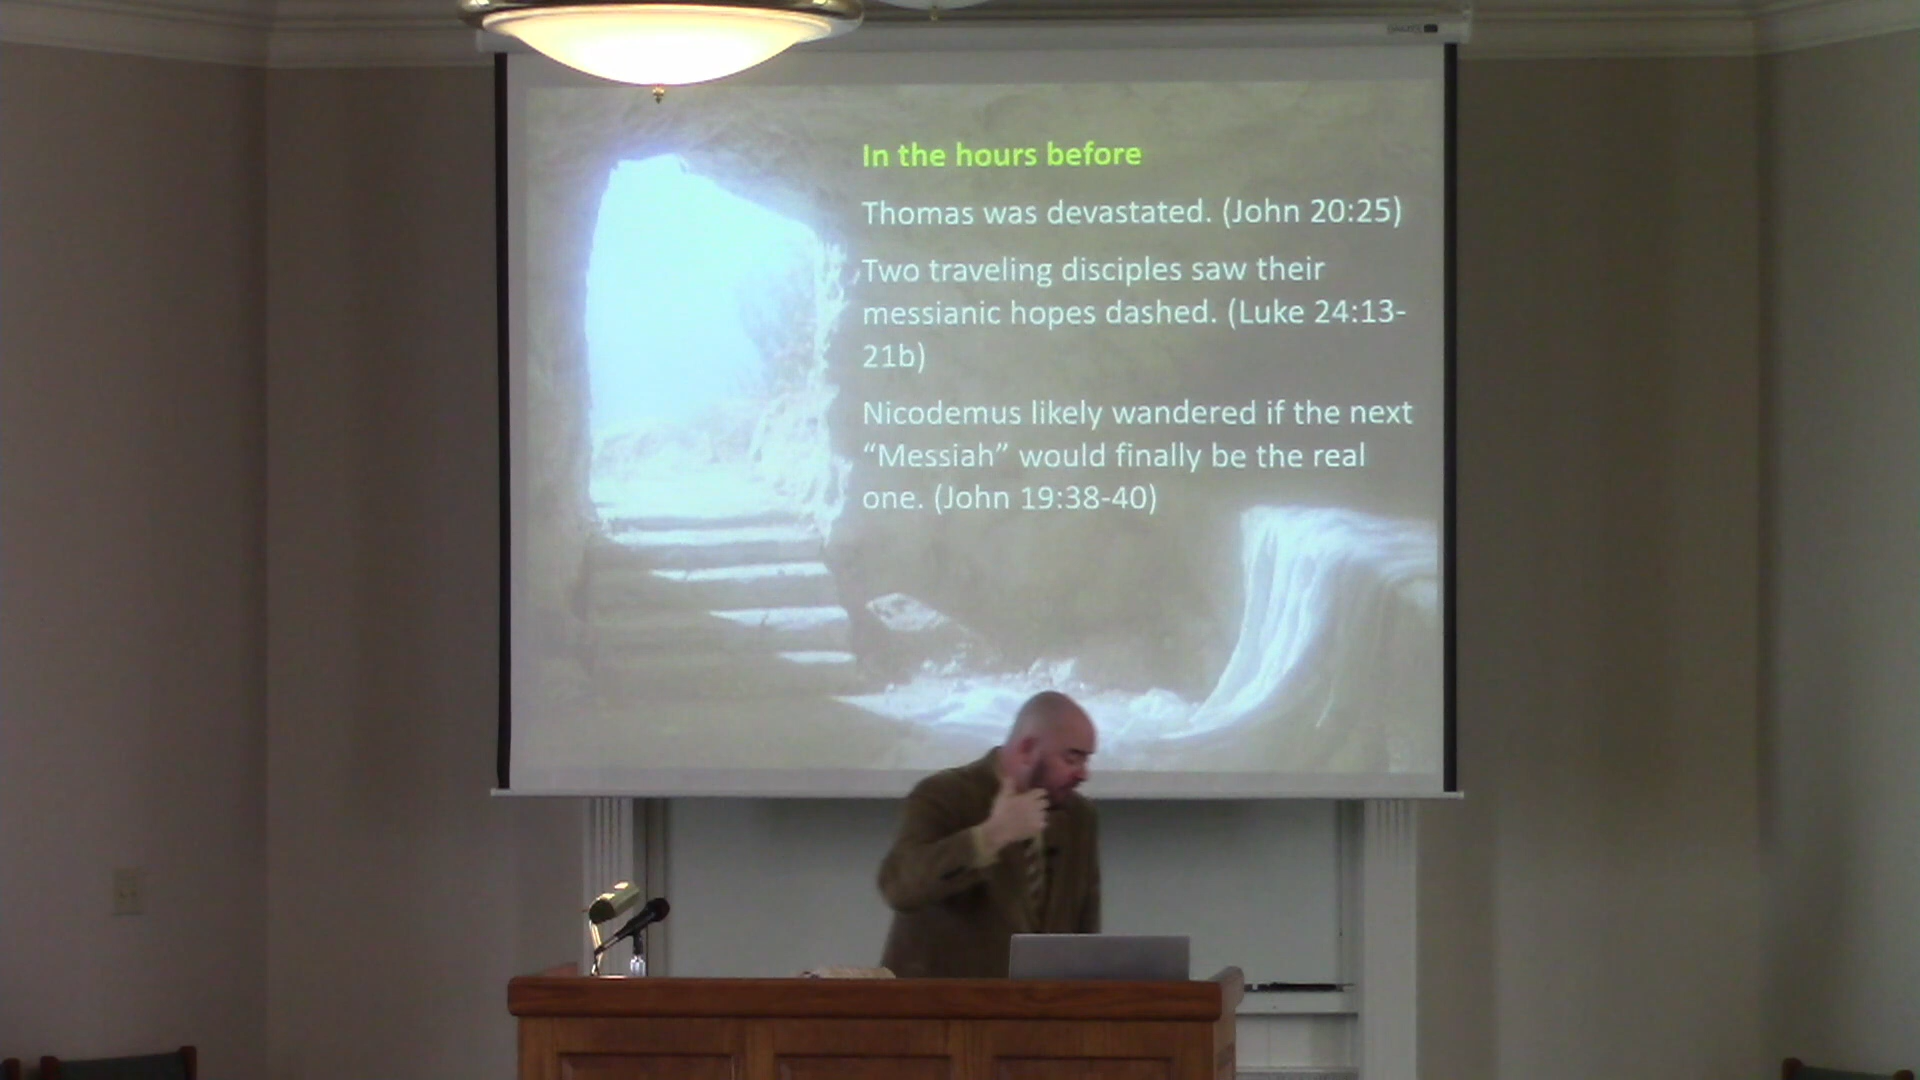 In the hours before
Thomas was devastated. (John 20:25)
Two traveling disciples saw their
messianic hopes dashed. (Luke 24:13-
21b)
Nicodemus likely wandered if the next
“Messiah” would finally be the real
one. (John 19:38-40)